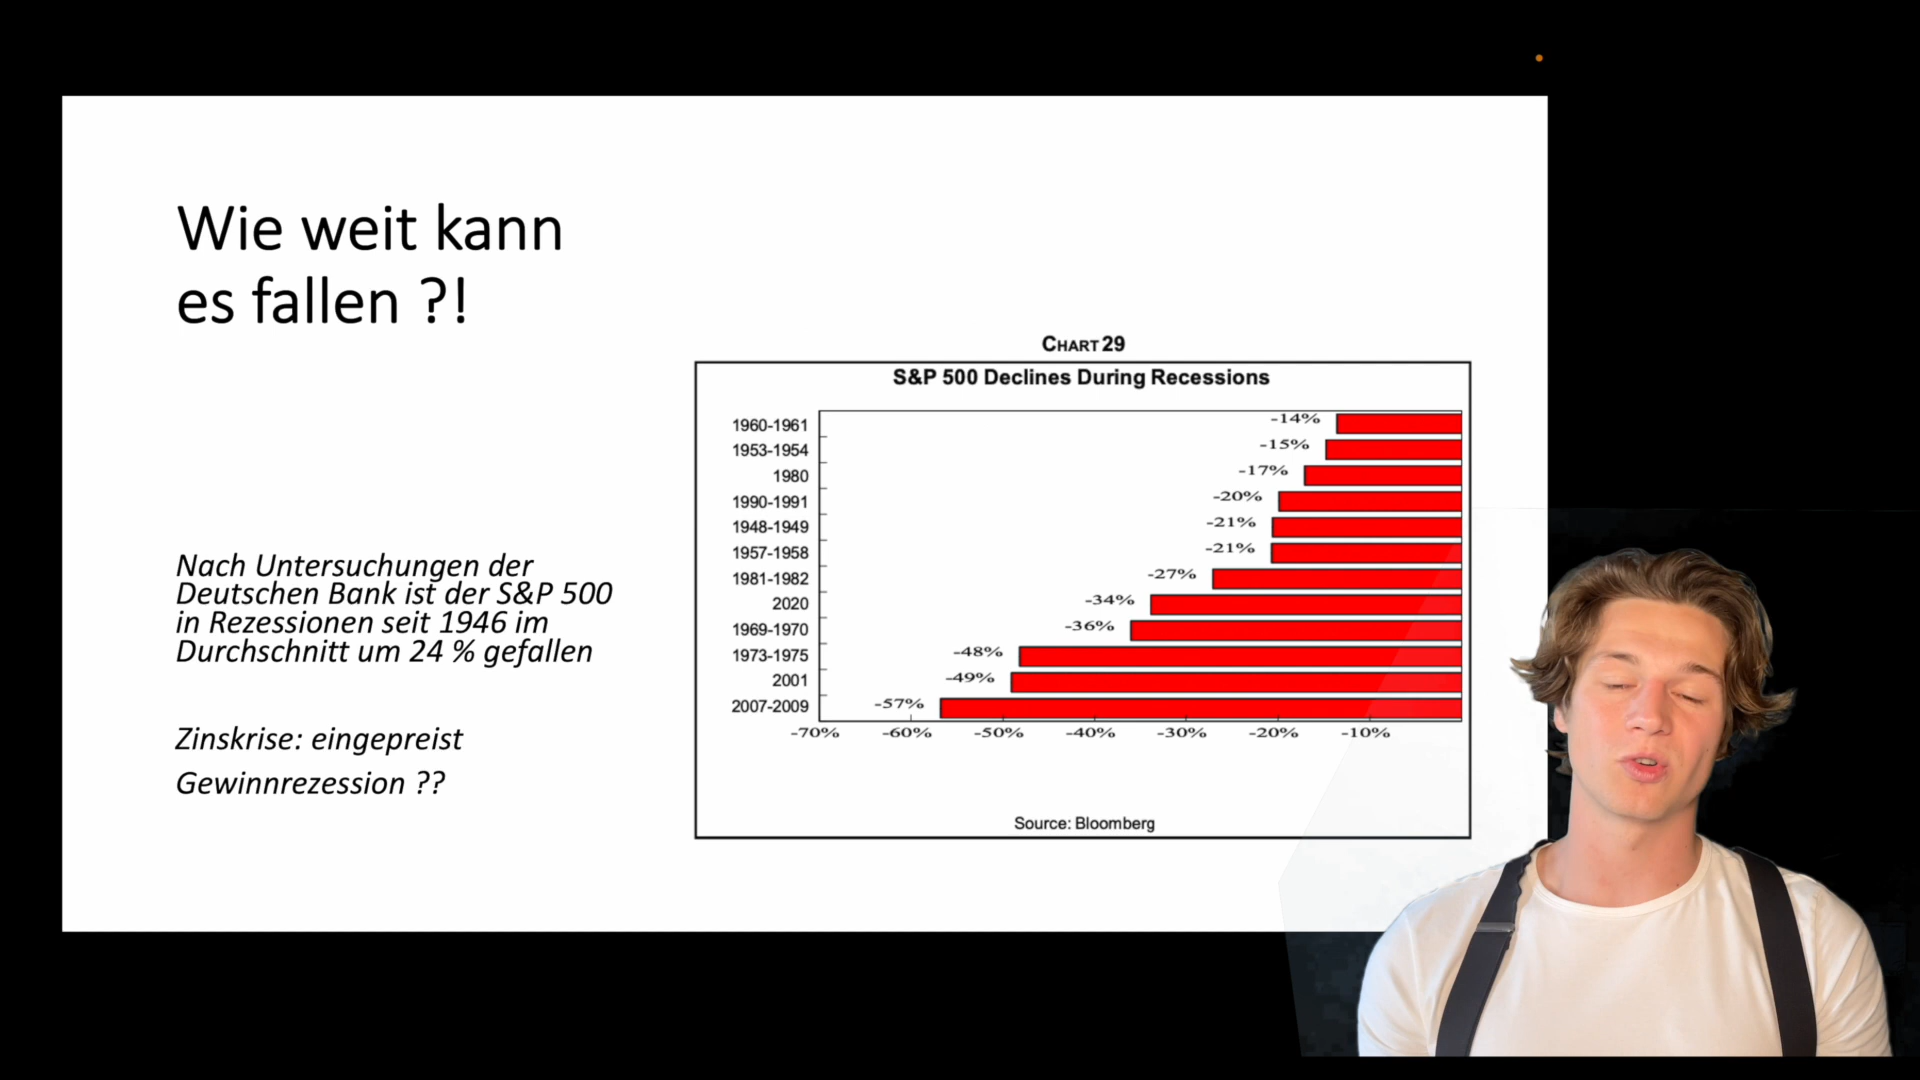 Wie weit kann
es fallen ?!
Nach Untersuchungen der
Deutschen Bank ist der S&P 500
in Rezessionen seit 1946 im
Durchschnitt um 24 % gefallen
Zinskrise: eingepreist
Gewinnrezession ??
CHART 29
S&P 500 Declines During Recessions
1960-1961 -14%
1953-1954 -15%
1980 -17%
1990-1991 -20%
1948-1949 -21%
1957-1958 -21%
1981-1982 -27%
2020 -34%
1969-1970 -36%
1973-1975 -48%
2001 -49%
2007-2009 -57%
-70% -60% -50% -40% -30% -20% -10%
Source: Bloomberg